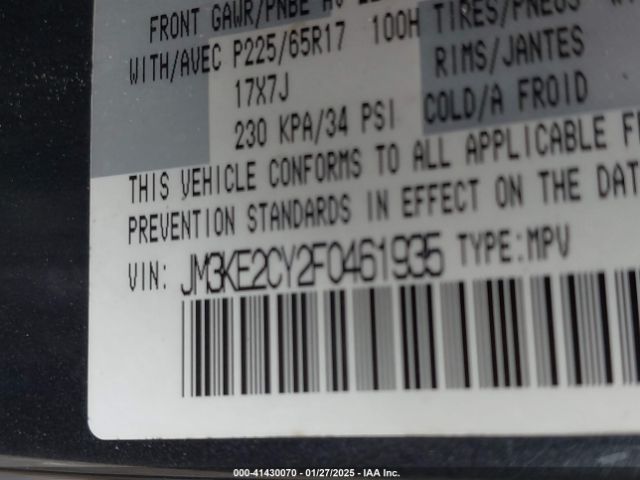 FRONT GAWR/PNBE AV
WITH/AVEC P225/65R17 100H TIRES/PNEUS
17X7J RIMS/JANTES
230 KPA/34 PSI COLD/A FROID
THIS VEHICLE CONFORMS TO ALL APPLICABLE
PREVENTION STANDARDS IN EFFECT ON THE
VIN: JM3KE2CY2F0461935 TYPE:MPV
000-41430070 - 01/27/2025 - IAA Inc.